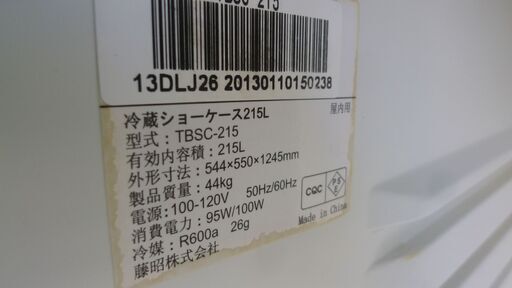 13DLJ26 20130110150238
冷蔵ショーケース215L
屋内用
型式：TBSC-215
有効内容積：215L
外形寸法：544×550×1245mm
製品質量：44kg
電源：100-120V 50Hz/60Hz
消費電力：95W/100W
冷媒：R600a 26g
藤昭株式会社
CQC
PSE
Made in China